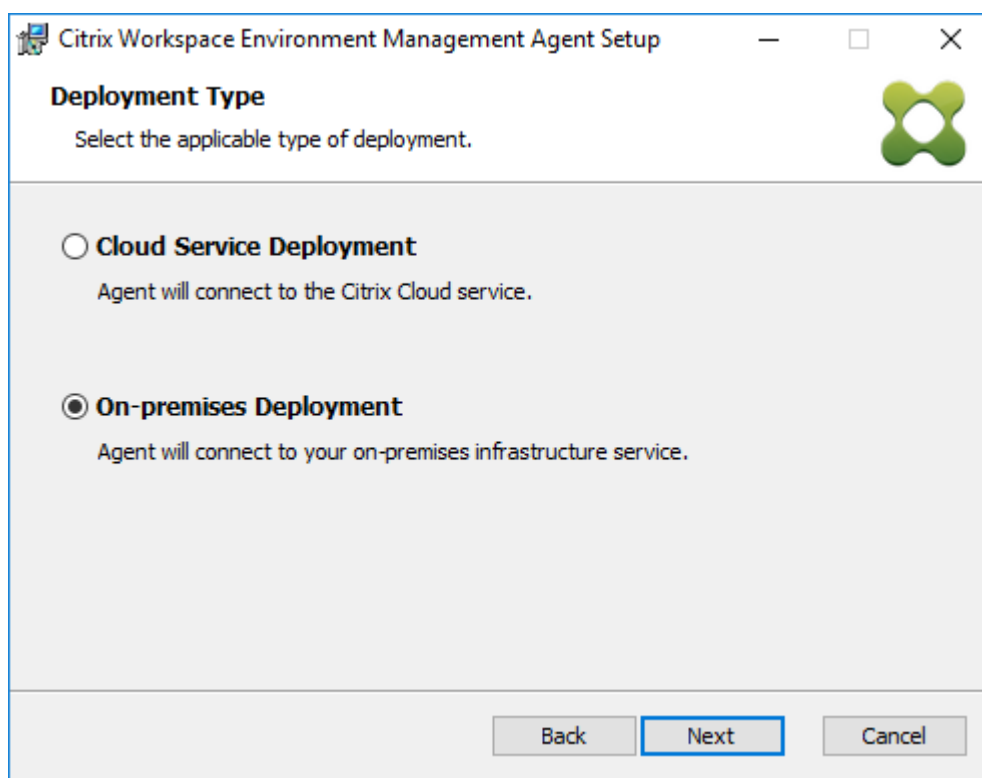 Citrix Workspace Environment Management Agent Setup
Deployment Type
Select the applicable type of deployment.
Cloud Service Deployment
Agent will connect to the Citrix Cloud service.
On-premises Deployment
Agent will connect to your on-premises infrastructure service.
Back Next Cancel